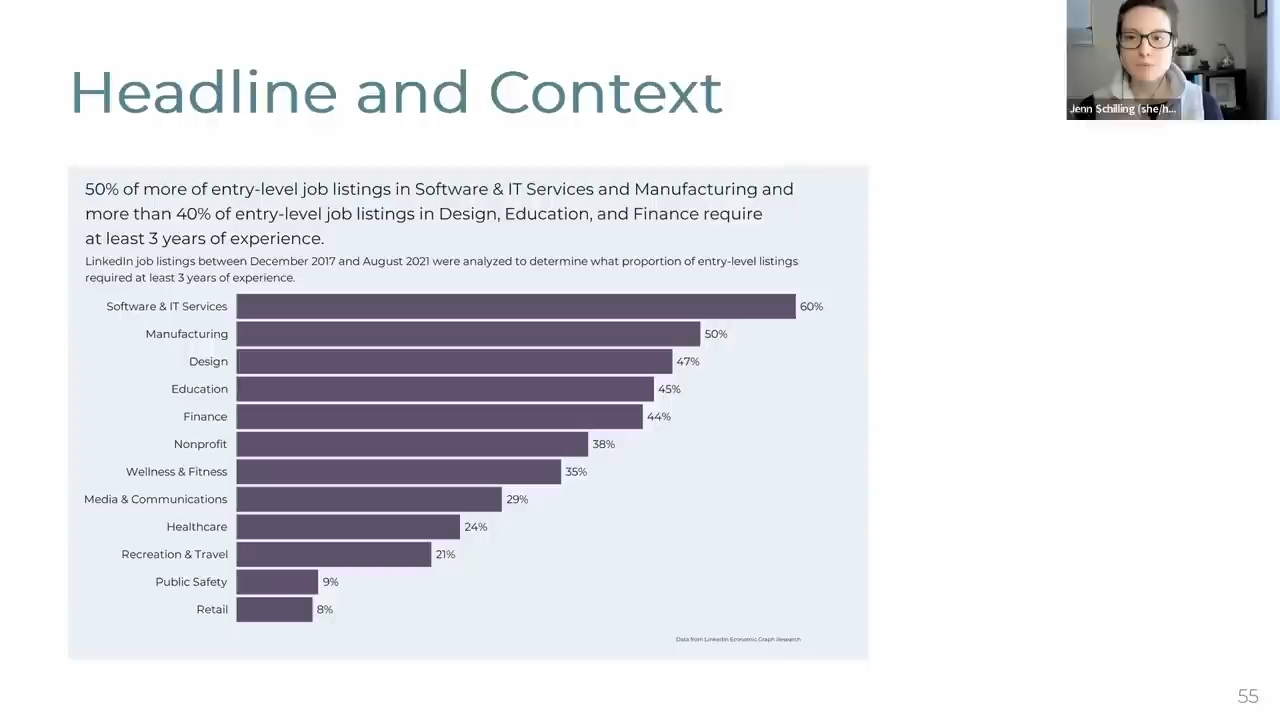 Headline and Context
Jenn Schilling (she/h...
50% of more of entry-level job listings in Software & IT Services and Manufacturing and
more than 40% of entry-level job listings in Design, Education, and Finance require
at least 3 years of experience.
LinkedIn job listings between December 2017 and August 2021 were analyzed to determine what proportion of entry-level listings
required at least 3 years of experience.
Software & IT Services 60%
Manufacturing 50%
Design 47%
Education 45%
Finance 44%
Nonprofit 38%
Wellness & Fitness 35%
Media & Communications 29%
Healthcare 24%
Recreation & Travel 21%
Public Safety 9%
Retail 8%
Data from LinkedIn Economic Graph Research
55